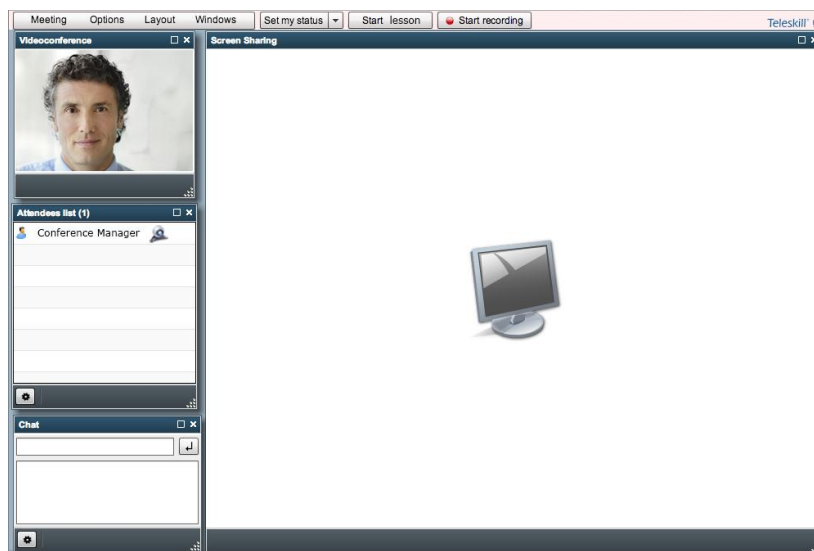 Meeting Options Layout Windows Set my status Start lesson Start recording
Teleskill
Videoconference
Screen Sharing
Attendees list (1)
Conference Manager
Chat